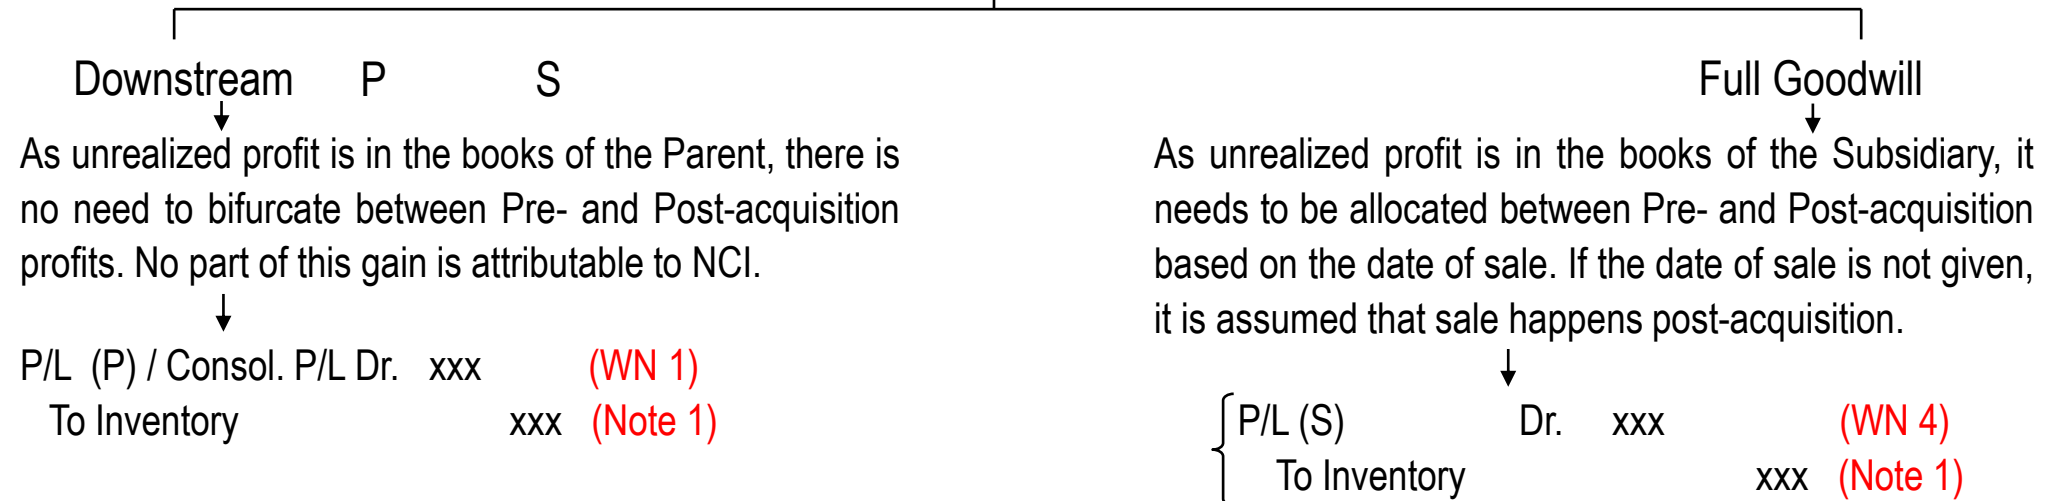 Downstream P S
As unrealized profit is in the books of the Parent, there is
no need to bifurcate between Pre- and Post-acquisition
profits. No part of this gain is attributable to NCI.
P/L (P) / Consol. P/L Dr. xxx (WN 1)
To Inventory xxx (Note 1)
Full Goodwill
As unrealized profit is in the books of the Subsidiary, it
needs to be allocated between Pre- and Post-acquisition
based on the date of sale. If the date of sale is not given,
it is assumed that sale happens post-acquisition.
P/L (S) Dr. xxx (WN 4)
To Inventory xxx (Note 1)